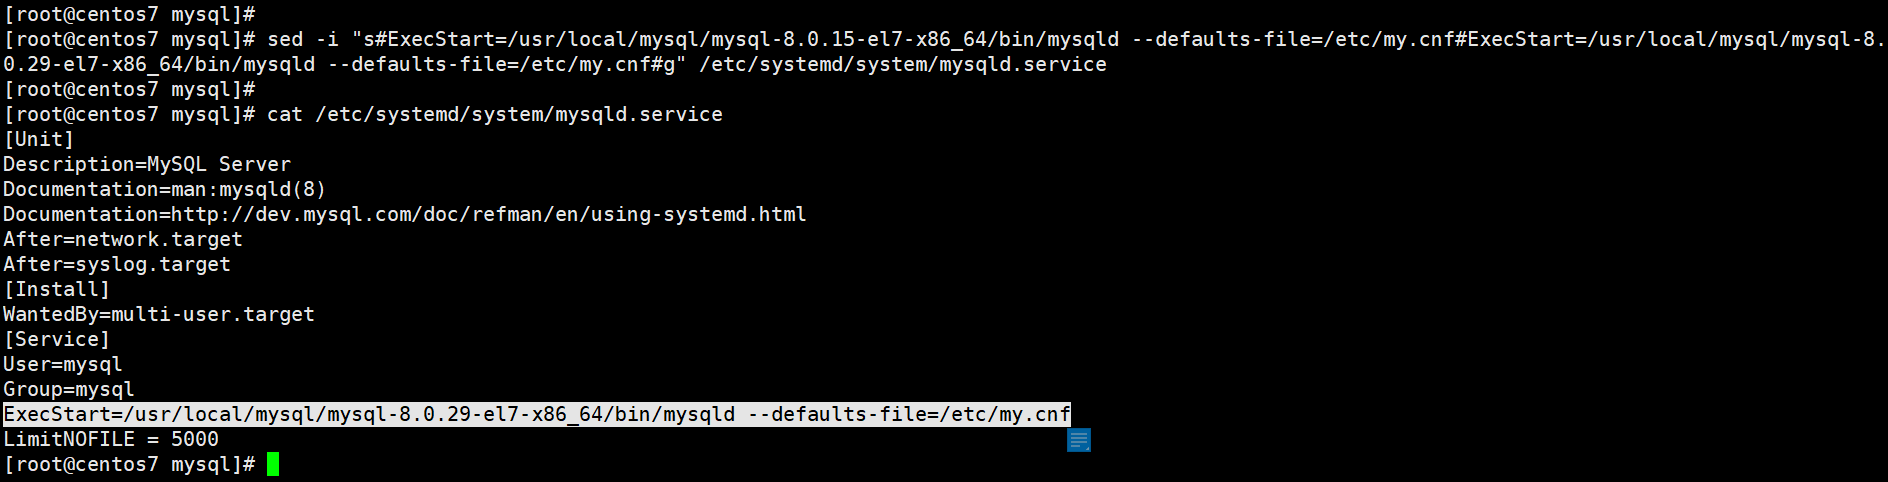 [root@centos7 mysql]#
[root@centos7 mysql]# sed -i "s#ExecStart=/usr/local/mysql/mysql-8.0.15-el7-x86_64/bin/mysqld --defaults-file=/etc/my.cnf#ExecStart=/usr/local/mysql/mysql-8.
0.29-el7-x86_64/bin/mysqld --defaults-file=/etc/my.cnf#g" /etc/systemd/system/mysqld.service
[root@centos7 mysql]#
[root@centos7 mysql]# cat /etc/systemd/system/mysqld.service
[Unit]
Description=MySQL Server
Documentation=man:mysqld(8)
Documentation=http://dev.mysql.com/doc/refman/en/using-systemd.html
After=network.target
After=syslog.target
[Install]
WantedBy=multi-user.target
[Service]
User=mysql
Group=mysql
ExecStart=/usr/local/mysql/mysql-8.0.29-el7-x86_64/bin/mysqld --defaults-file=/etc/my.cnf
LimitNOFILE = 5000
[root@centos7 mysql]#